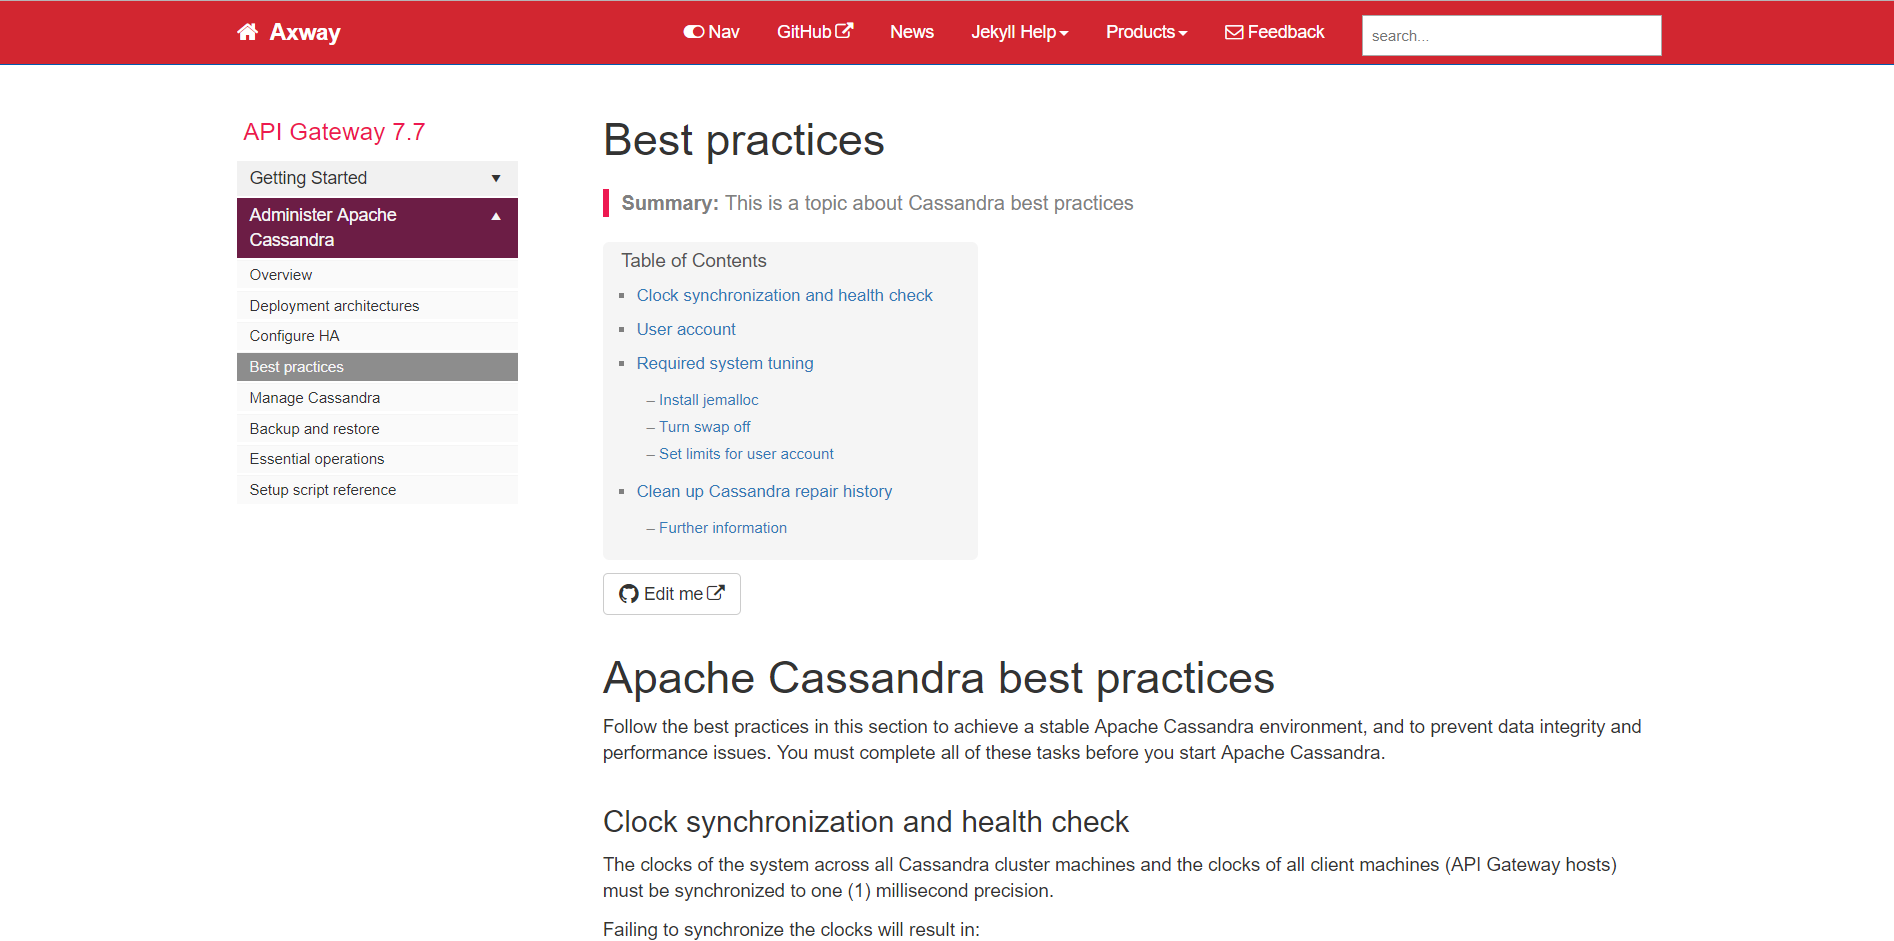 Axway
Nav
GitHub
News
Jekyll Help
Products
Feedback
search...
API Gateway 7.7
Getting Started
Administer Apache
Cassandra
Overview
Deployment architectures
Configure HA
Best practices
Manage Cassandra
Backup and restore
Essential operations
Setup script reference
Best practices
Summary: This is a topic about Cassandra best practices
Table of Contents
Clock synchronization and health check
User account
Required system tuning
– Install jemalloc
– Turn swap off
– Set limits for user account
Clean up Cassandra repair history
– Further information
Edit me
Apache Cassandra best practices
Follow the best practices in this section to achieve a stable Apache Cassandra environment, and to prevent data integrity and
performance issues. You must complete all of these tasks before you start Apache Cassandra.
Clock synchronization and health check
The clocks of the system across all Cassandra cluster machines and the clocks of all client machines (API Gateway hosts)
must be synchronized to one (1) millisecond precision.
Failing to synchronize the clocks will result in: